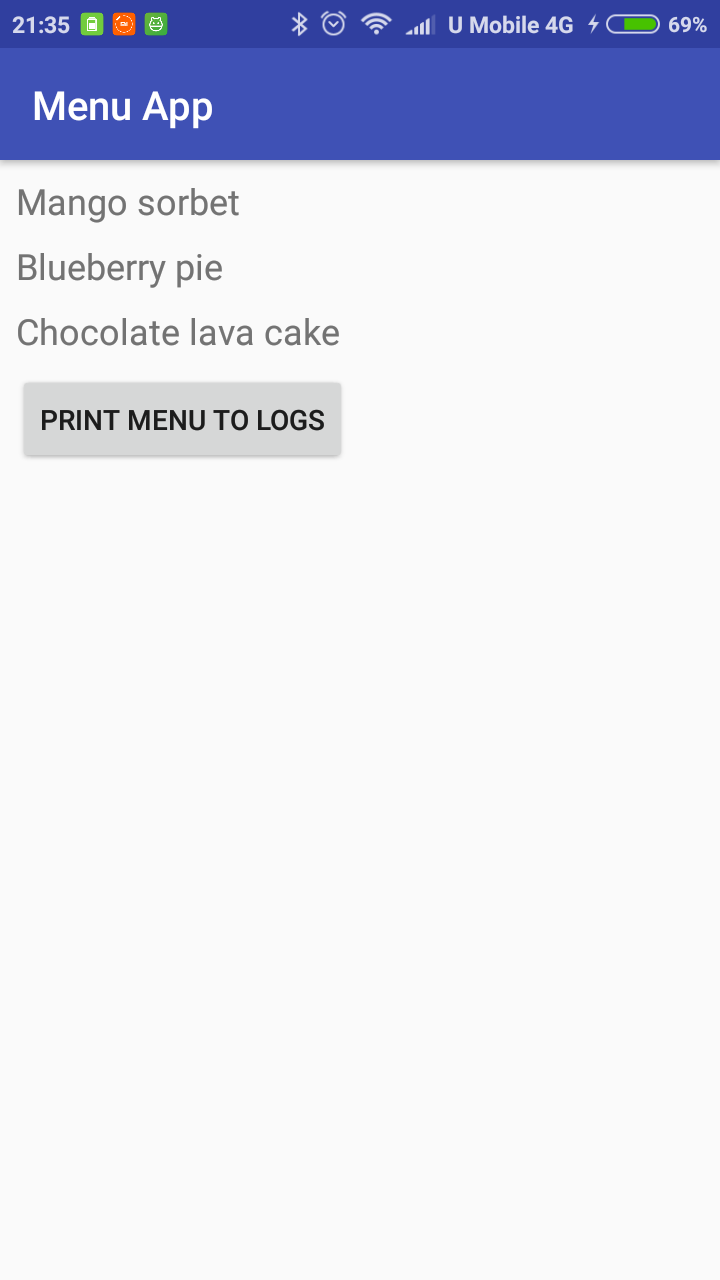 21:35 U Mobile 4G 69%
Menu App
Mango sorbet
Blueberry pie
Chocolate lava cake
PRINT MENU TO LOGS